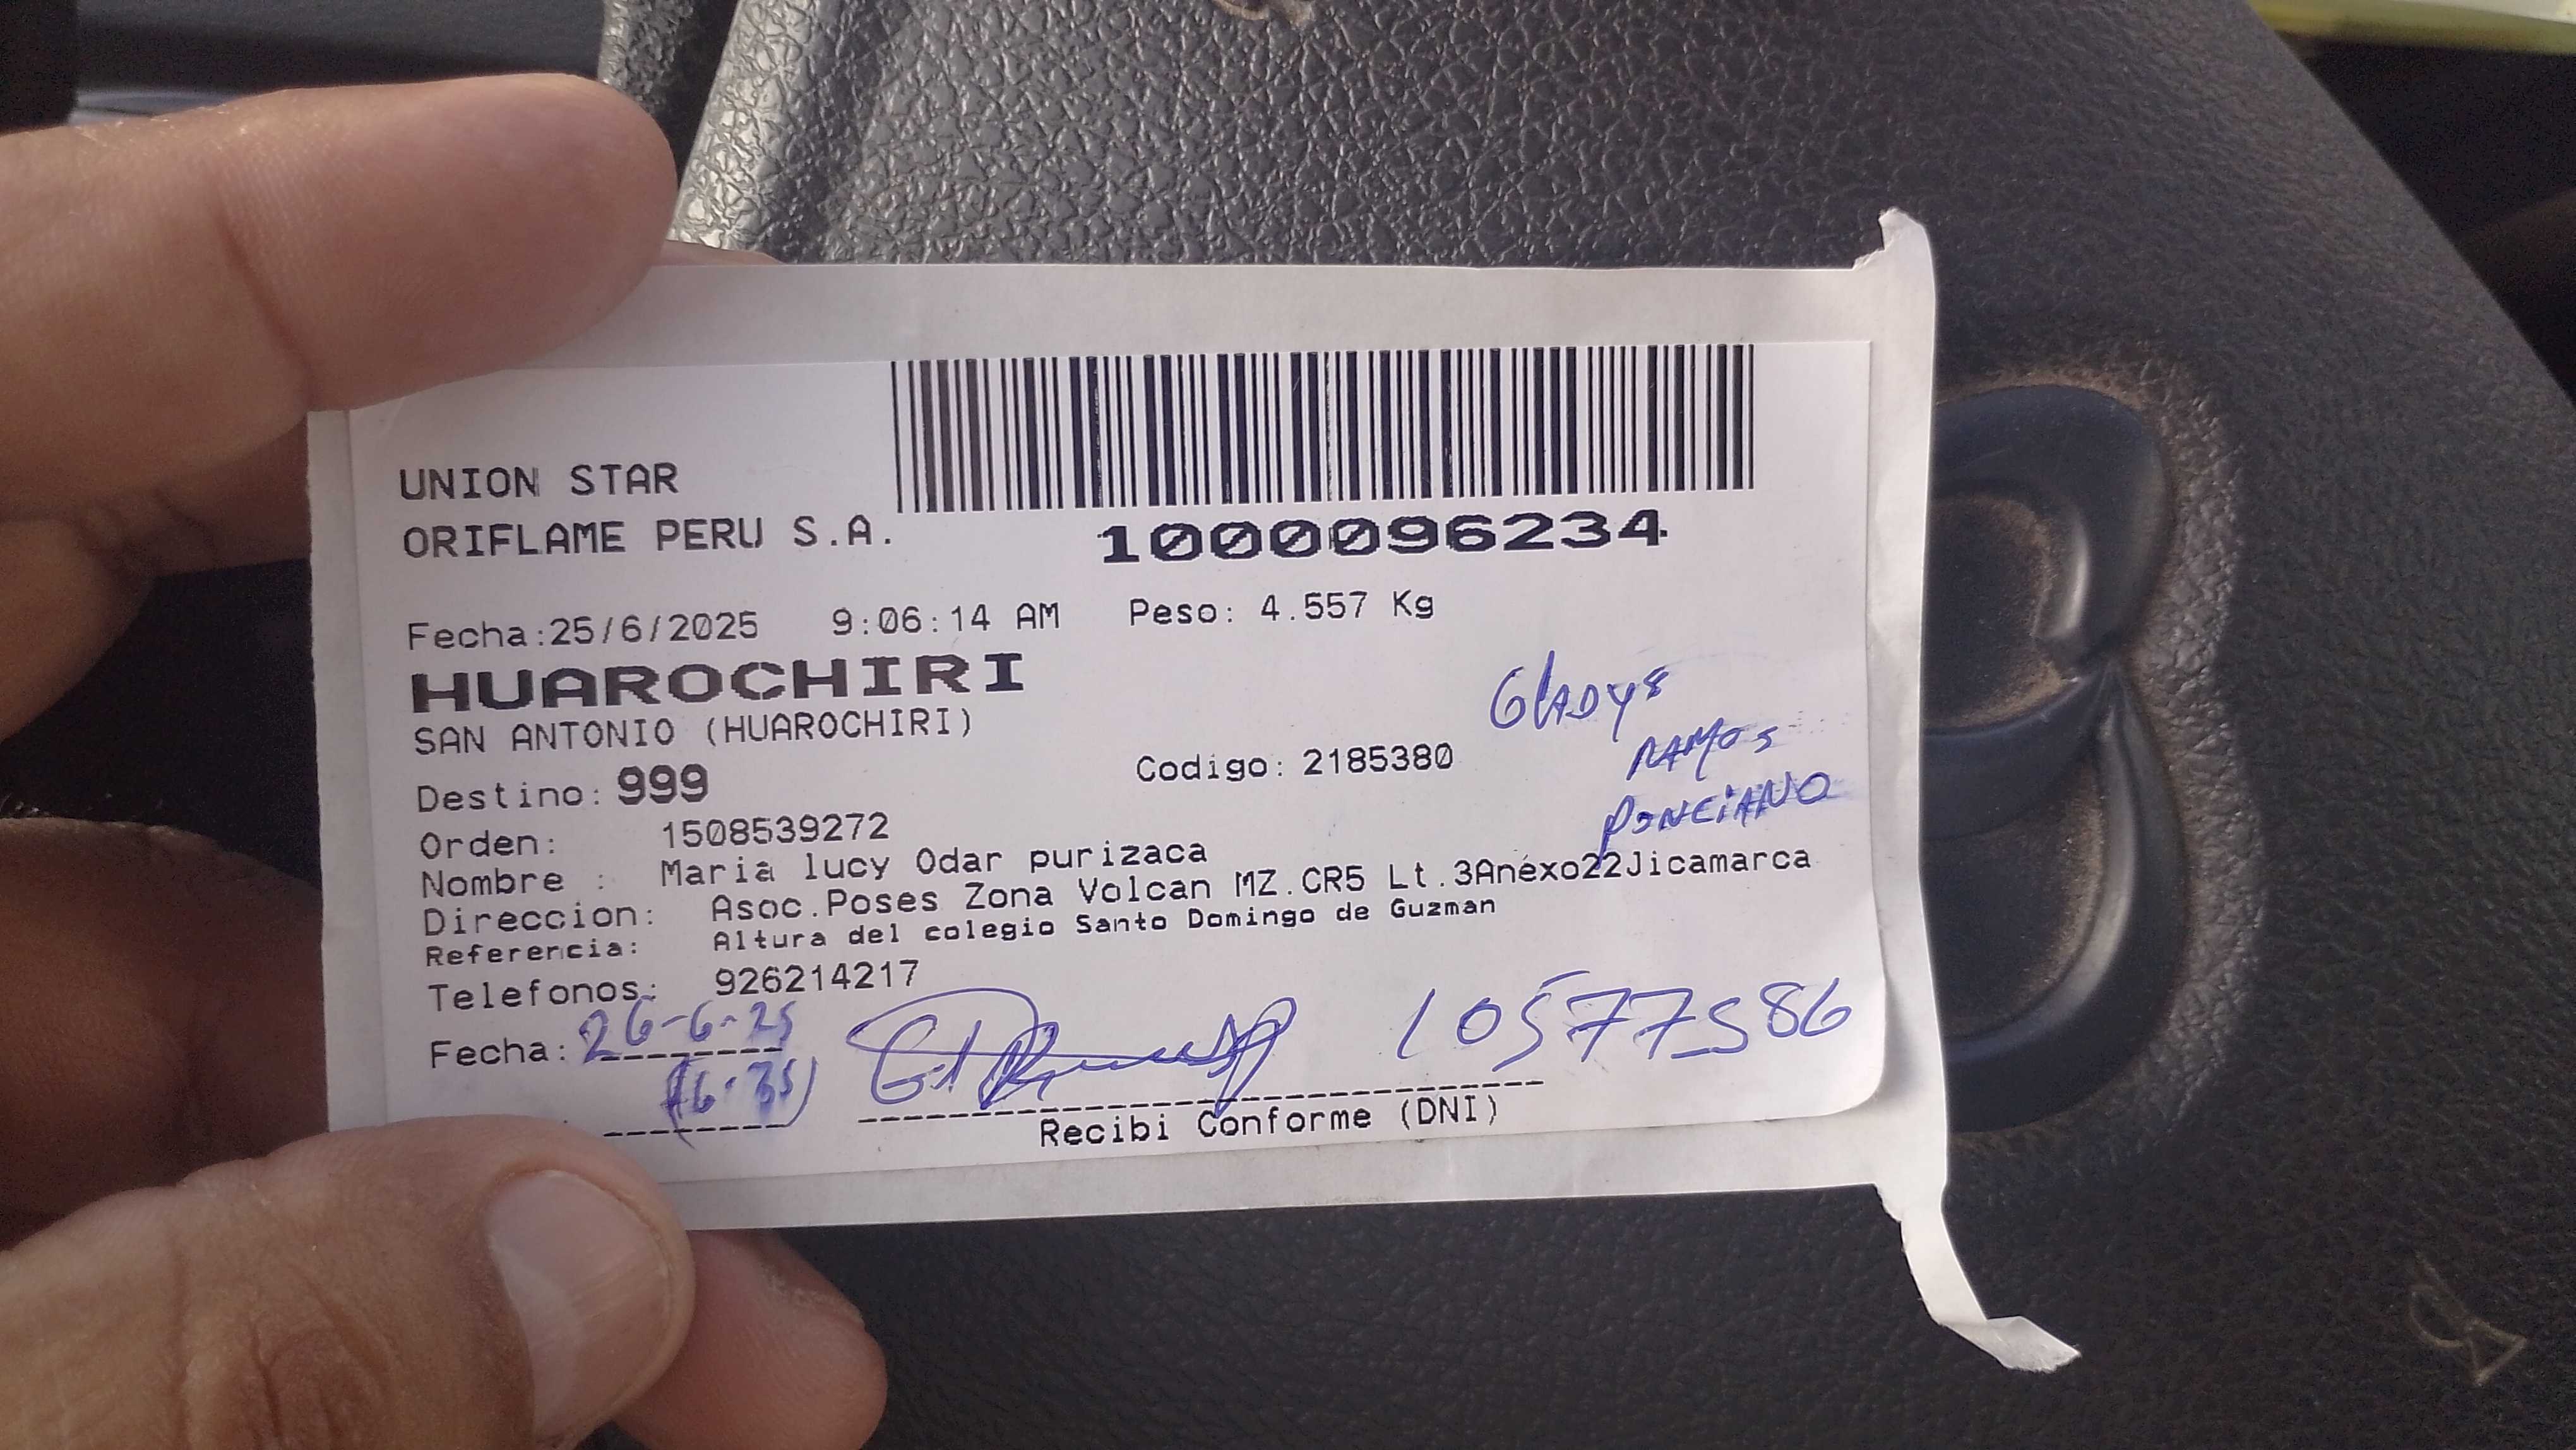 UNION STAR
ORIFLAME PERU S.A.
1000096234
Fecha:25/6/2025 9:06:14 AM Peso: 4.557 Kg
HUAROCHIRI
SAN ANTONIO (HUAROCHIRI)
GLADYS
RAMOS
PONCIANO
Destino: 999 Codigo: 2185380
Orden: 1508539272
Nombre : Maria lucy Odar purizaca
Direccion: Asoc.Poses Zona Volcan MZ.CR5 Lt.3Anexo22Jicamarca
Referencia: Altura del colegio Santo Domingo de Guzman
Telefonos: 926214217
Fecha: 26-6-25
10577586
Recibi Conforme (DNI)